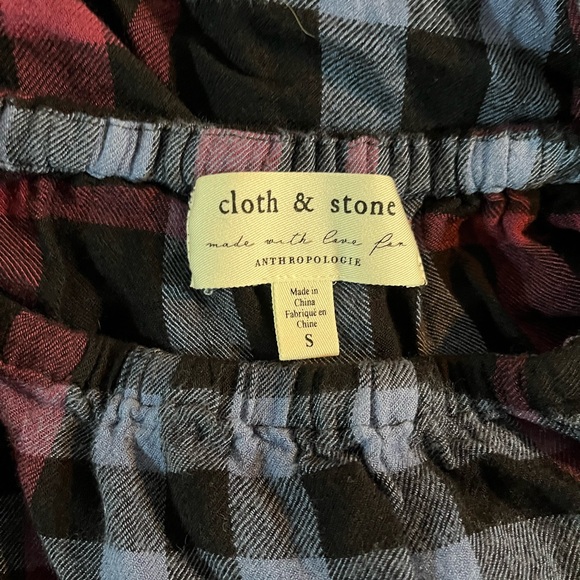 cloth & stone
made with love for
ANTHROPOLOGIE
Made in
China
Fabriqué en
Chine
S